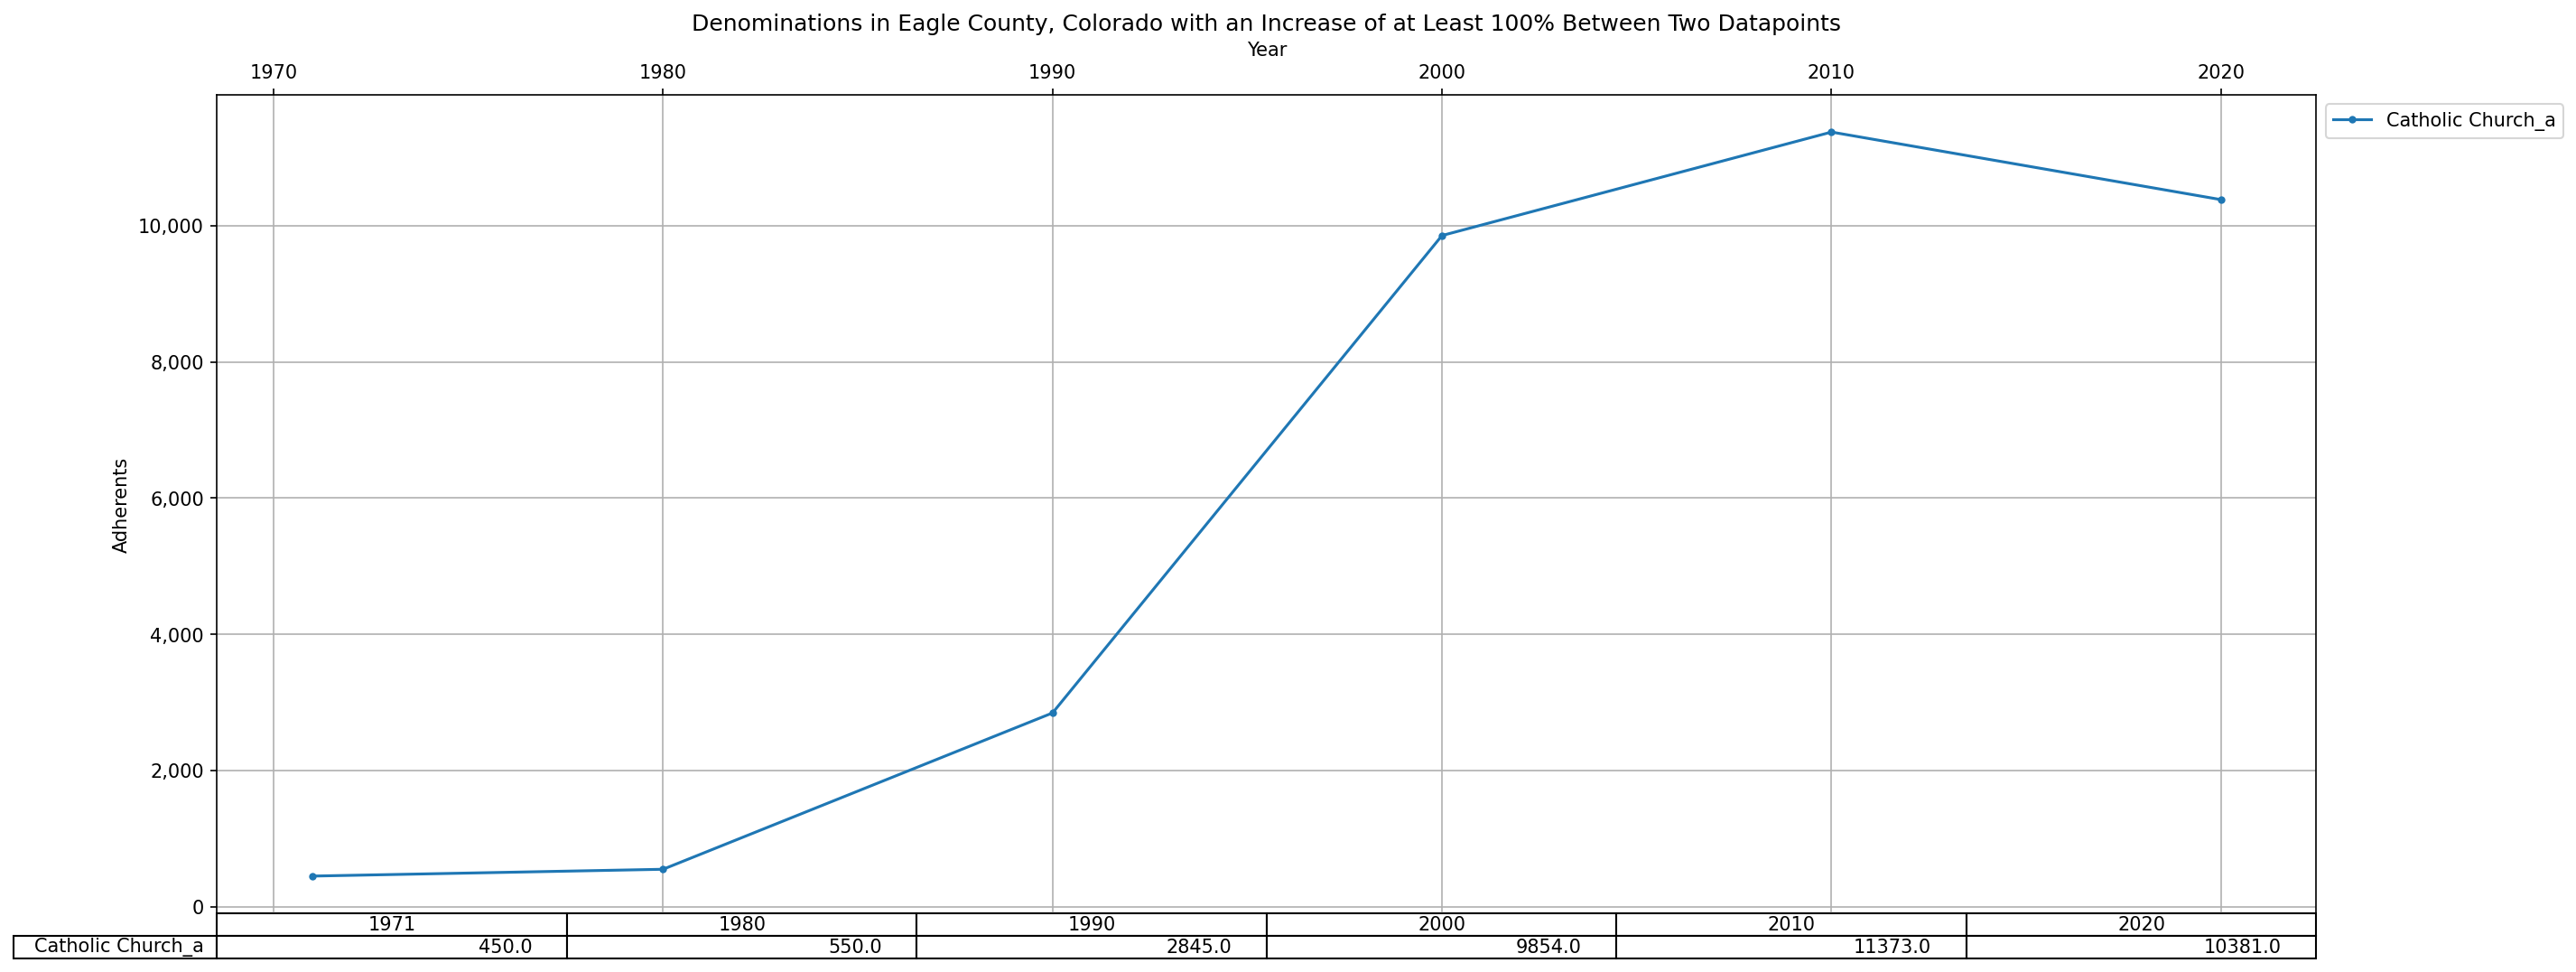 Denominations in Eagle County, Colorado with an Increase of at Least 100% Between Two Datapoints
Year
1970 1980 1990 2000 2010 2020
Catholic Church_a
10,000
8,000
6,000
Adherents
4,000
2,000
0
1971 1980 1990 2000 2010 2020
Catholic Church_a 450.0 550.0 2845.0 9854.0 11373.0 10381.0